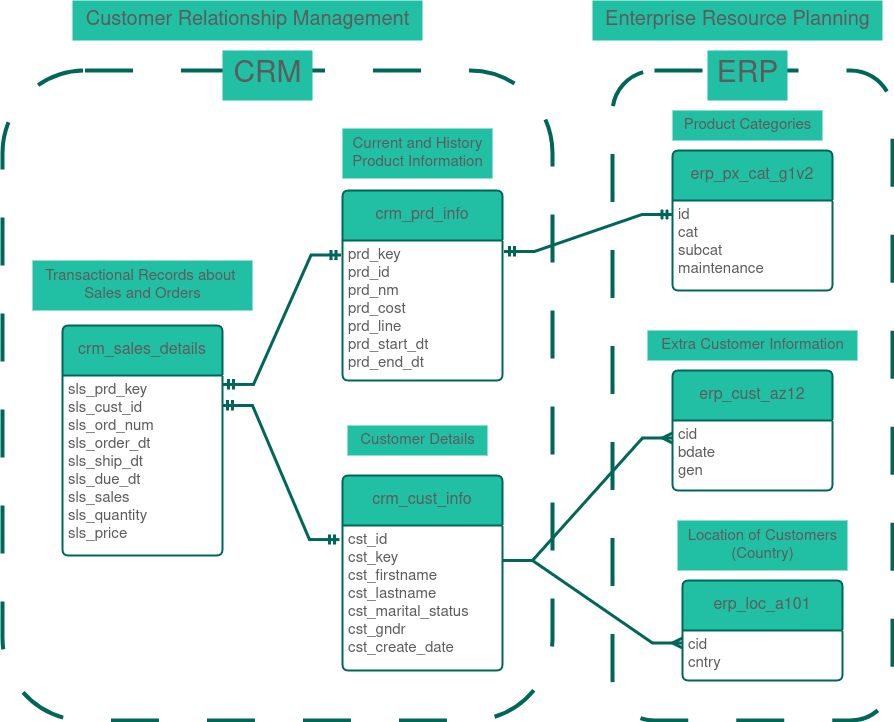 Customer Relationship Management
Enterprise Resource Planning
CRM
ERP
Transactional Records about
Sales and Orders
crm_sales_details
sls_prd_key
sls_cust_id
sls_ord_num
sls_order_dt
sls_ship_dt
sls_due_dt
sls_sales
sls_quantity
sls_price
Current and History
Product Information
crm_prd_info
prd_key
prd_id
prd_nm
prd_cost
prd_line
prd_start_dt
prd_end_dt
Customer Details
crm_cust_info
cst_id
cst_key
cst_firstname
cst_lastname
cst_marital_status
cst_gndr
cst_create_date
Product Categories
erp_px_cat_g1v2
id
cat
subcat
maintenance
Extra Customer Information
erp_cust_az12
cid
bdate
gen
Location of Customers
(Country)
erp_loc_a101
cid
cntry